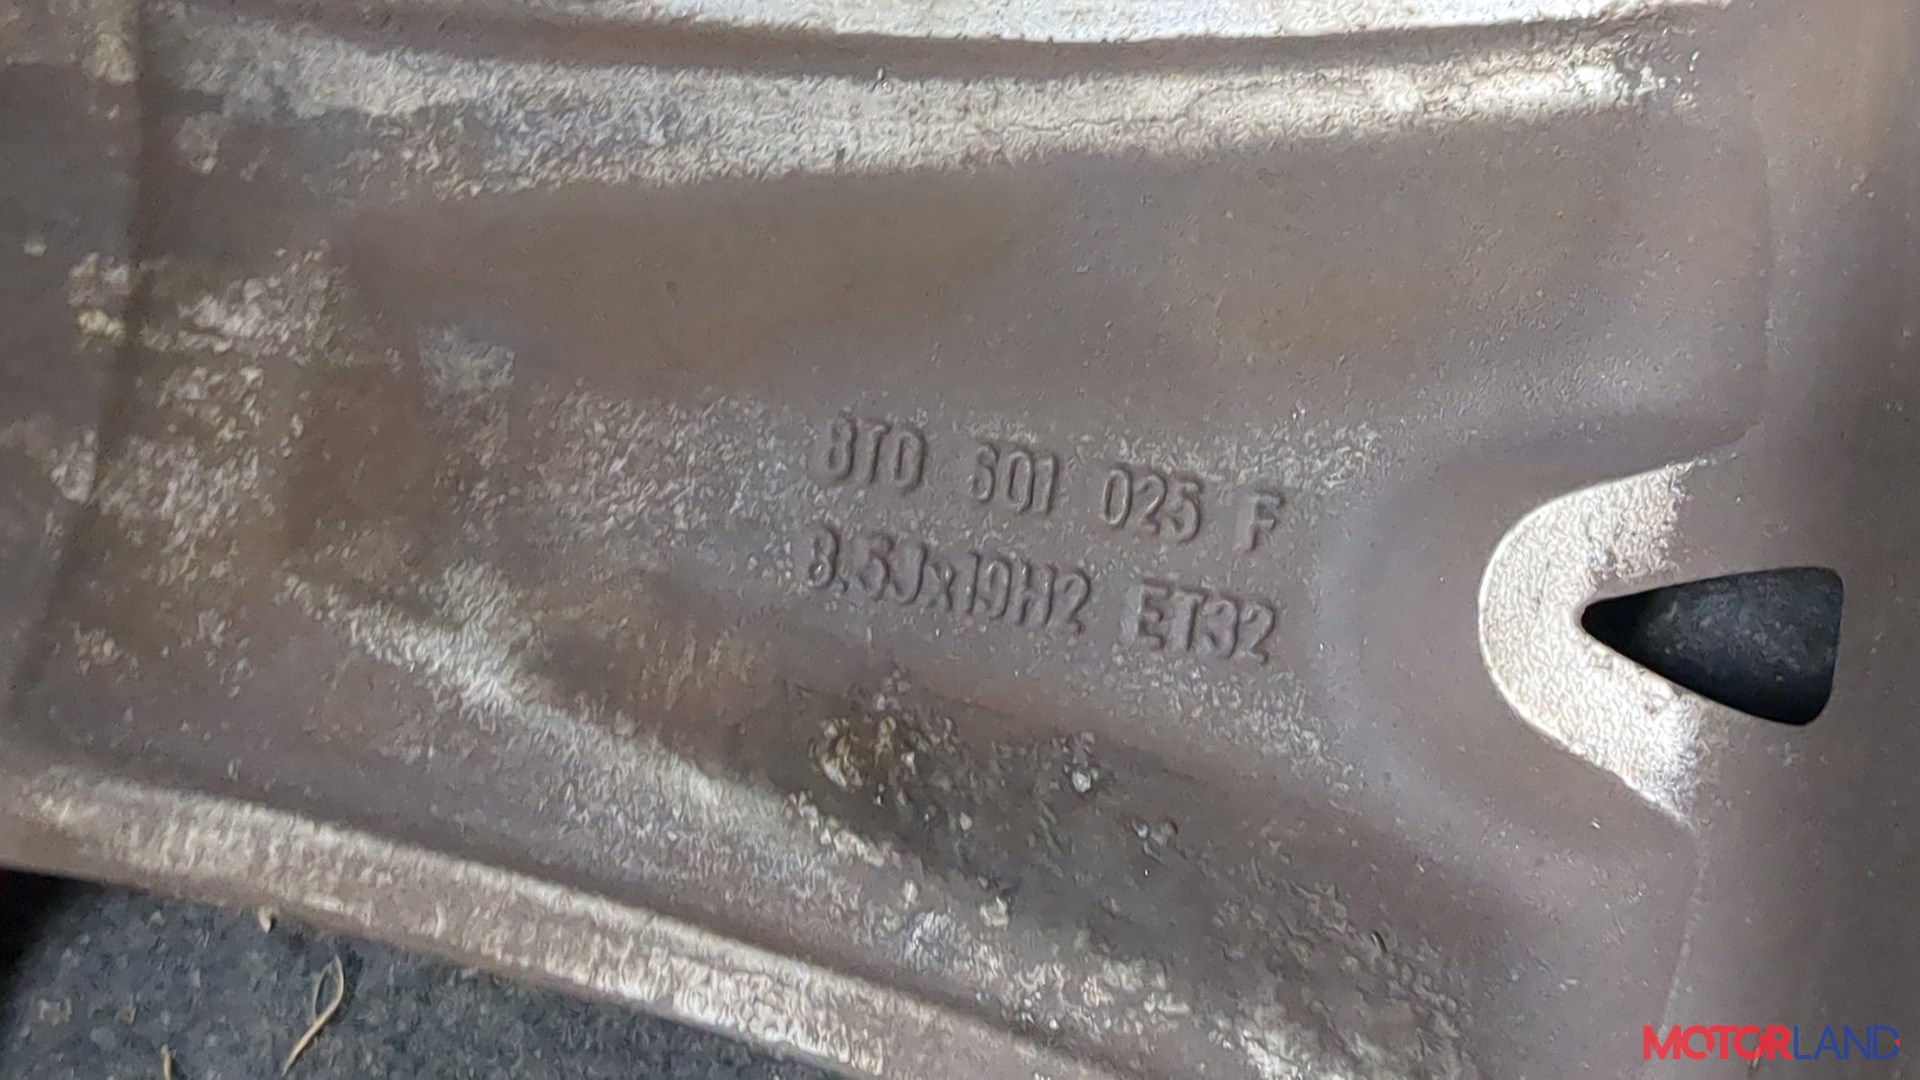 8T0 601 025 F
8.5Jx19H2 ET32
MOTORLAND